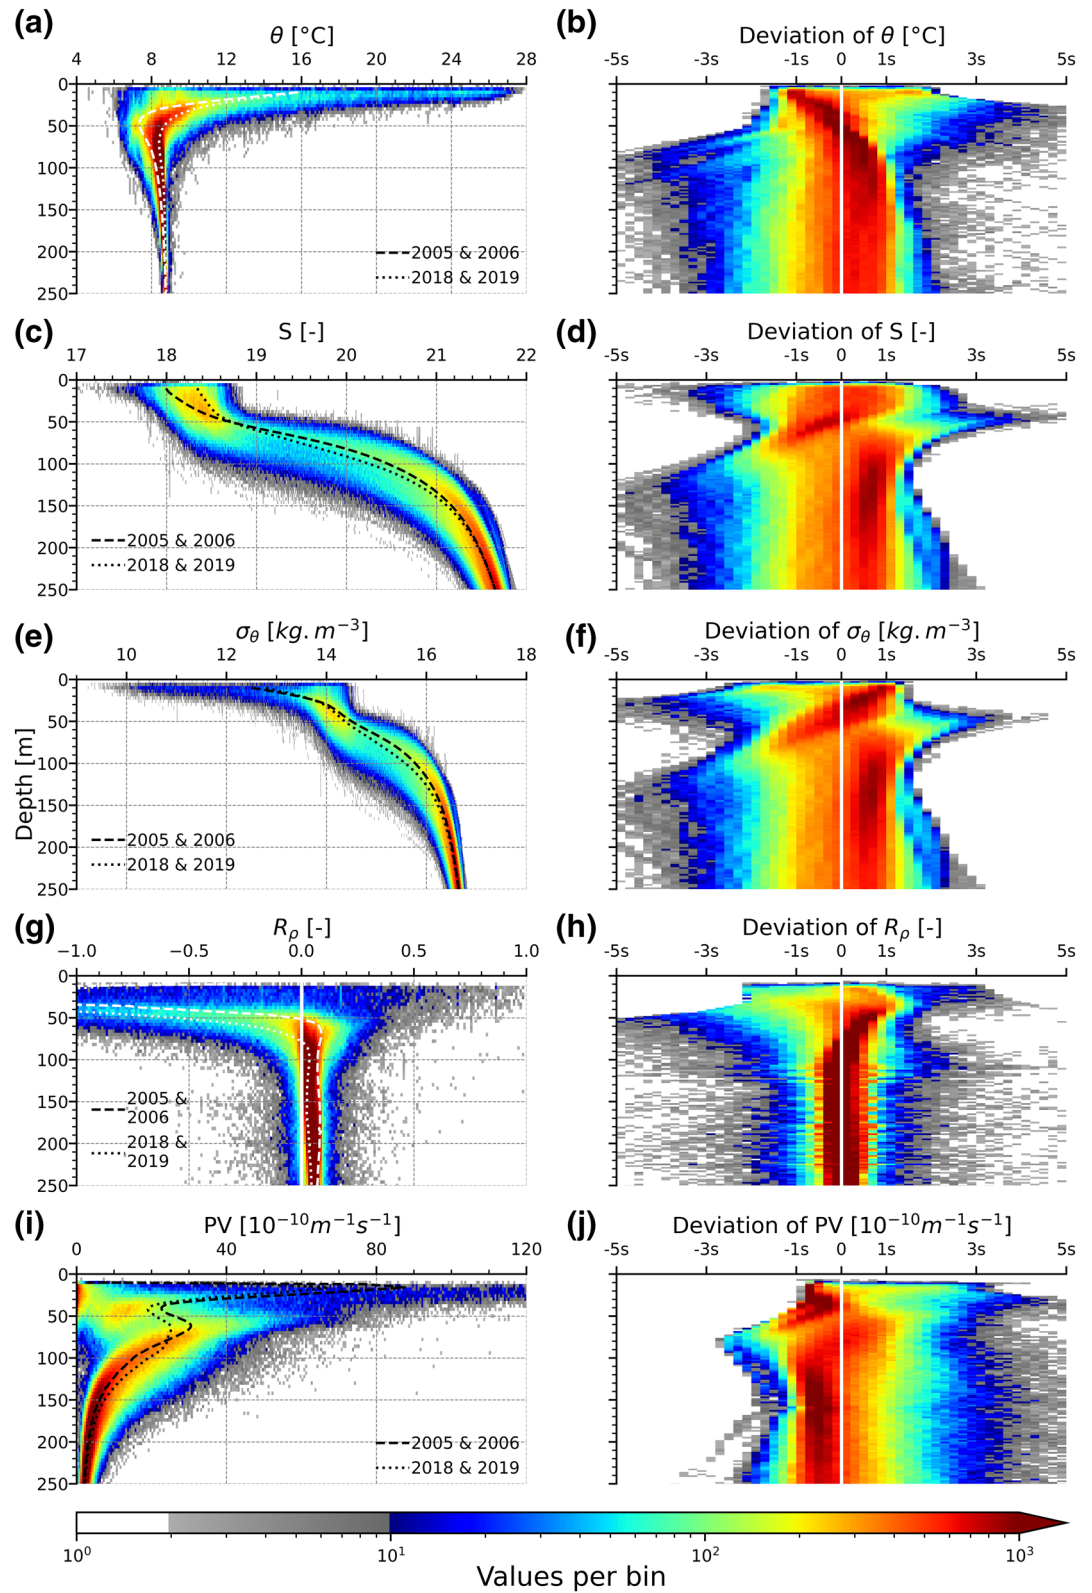 (a)
θ [°C]
4 8 12 16 20 24 28
0
50
100
150
200
250
2005 & 2006
2018 & 2019
(b)
Deviation of θ [°C]
-5s -3s -1s 0 1s 3s 5s
(c)
S [-]
17 18 19 20 21 22
0
50
100
150
200
250
2005 & 2006
2018 & 2019
(d)
Deviation of S [-]
-5s -3s -1s 0 1s 3s 5s
(e)
σθ [kg.m⁻³]
10 12 14 16 18
0
50
100
150
200
250
Depth [m]
2005 & 2006
2018 & 2019
(f)
Deviation of σθ [kg.m⁻³]
-5s -3s -1s 0 1s 3s 5s
(g)
Rρ [-]
−1.0 −0.5 0.0 0.5 1.0
0
50
100
150
200
250
2005 &
2006
2018 &
2019
(h)
Deviation of Rρ [-]
-5s -3s -1s 0 1s 3s 5s
(i)
PV [10⁻¹⁰m⁻¹s⁻¹]
0 40 80 120
0
50
100
150
200
250
2005 & 2006
2018 & 2019
(j)
Deviation of PV [10⁻¹⁰m⁻¹s⁻¹]
-5s -3s -1s 0 1s 3s 5s
10⁰ 10¹ 10² 10³
Values per bin